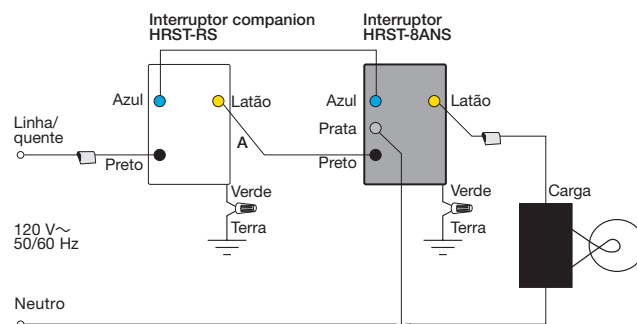 Interruptor companion
HRST-RS
Interruptor
HRST-8ANS
Azul
Latão
Azul
Latão
Linha/
quente
Prata
A
Preto
Preto
Verde
Verde
Carga
Terra
Terra
120 V~
50/60 Hz
Neutro